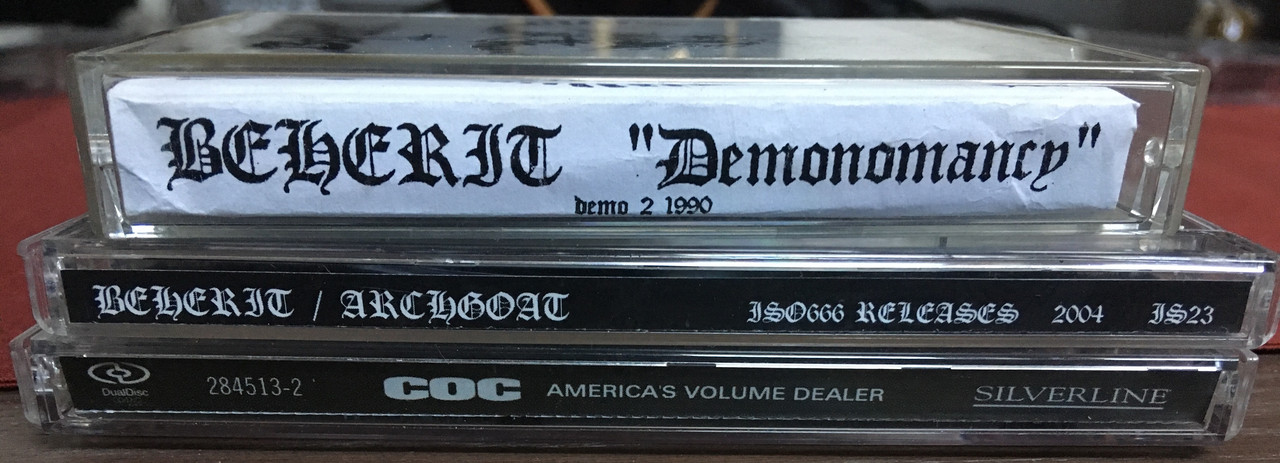 BEHERIT "Demonomancy"
demo 2 1990
BEHERIT / ARCHGOAT ISO666 RELEASES 2004 IS23
DualDisc 284513-2 COC AMERICA'S VOLUME DEALER SILVERLINE